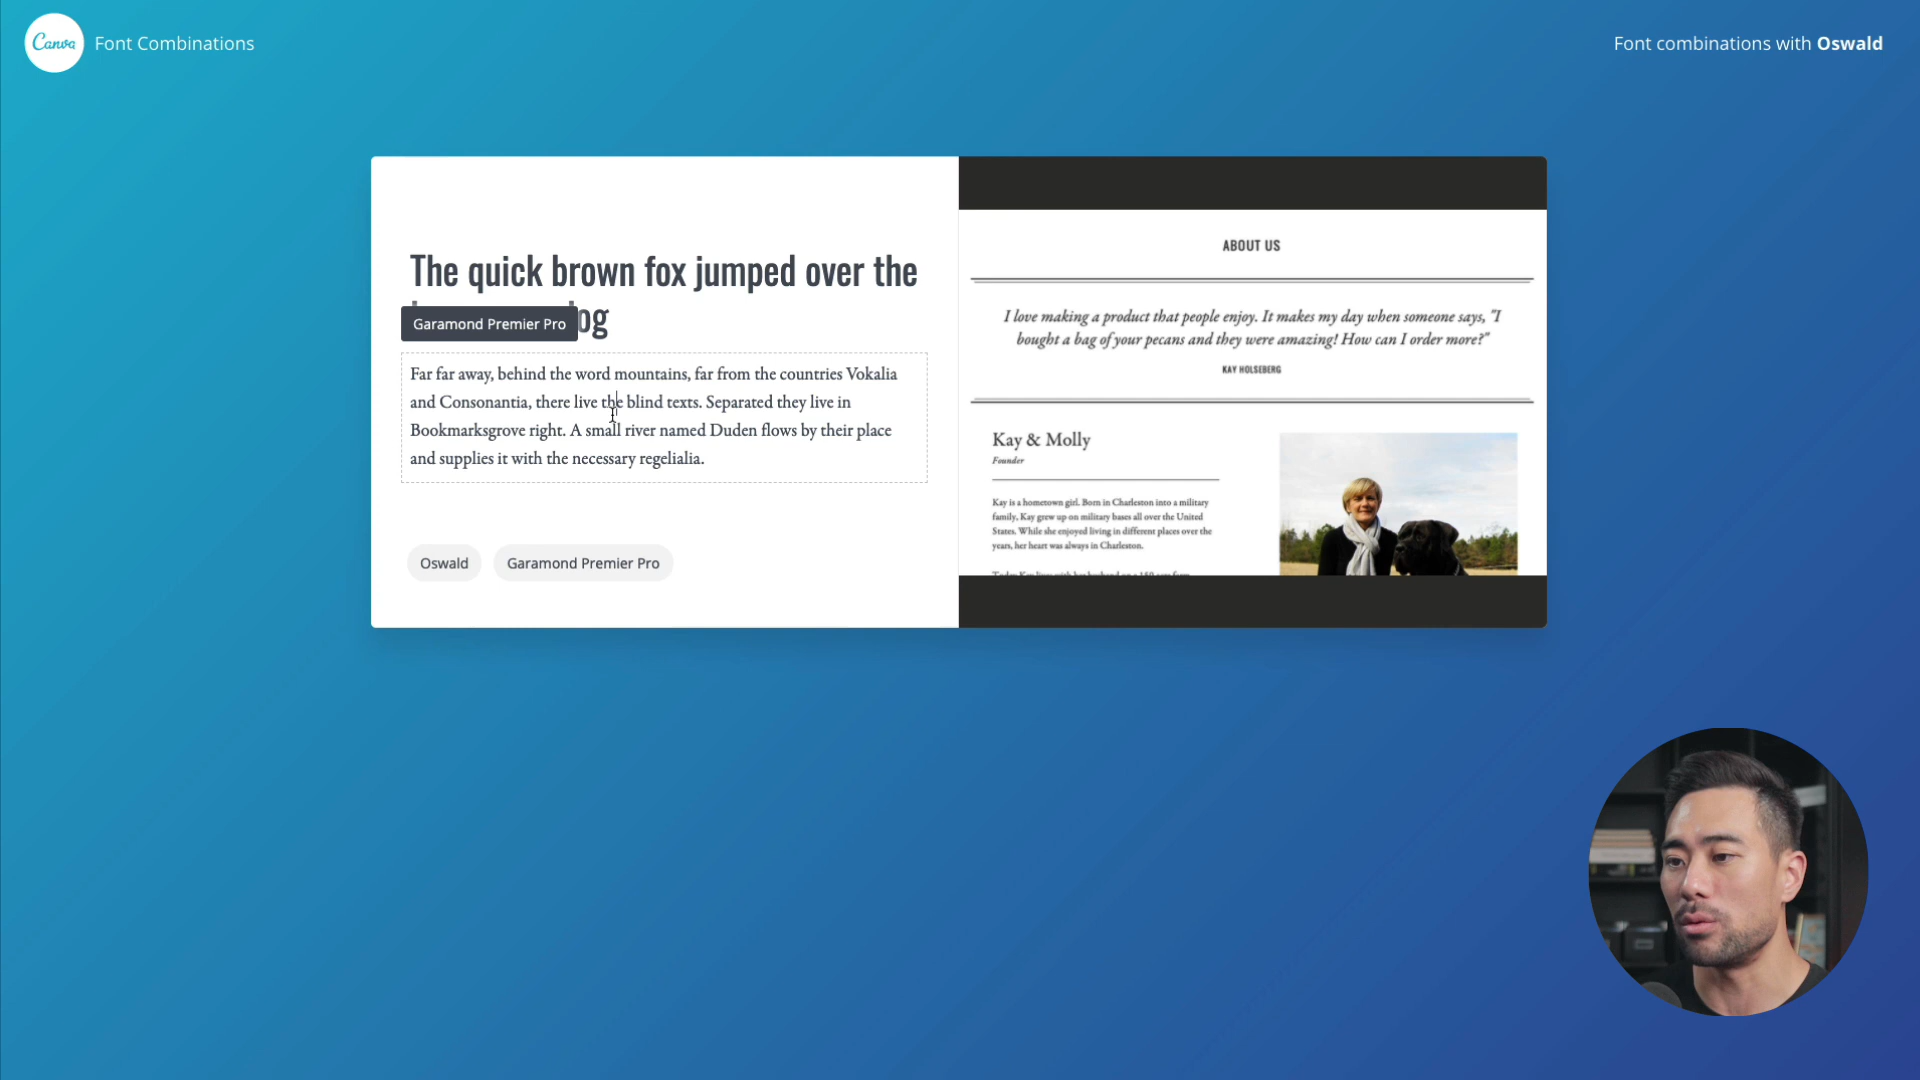 Canva
Font Combinations
Font combinations with Oswald
The quick brown fox jumped over the
og
Garamond Premier Pro
Far far away, behind the word mountains, far from the countries Vokalia
and Consonantia, there live the blind texts. Separated they live in
Bookmarksgrove right. A small river named Duden flows by their place
and supplies it with the necessary regelialia.
Oswald
Garamond Premier Pro
ABOUT US
I love making a product that people enjoy. It makes my day when someone says, "I
bought a bag of your pecans and they were amazing! How can I order more?"
KAY HOLSEBERG
Kay & Molly
Founder
Kay is a hometown girl. Born in Charleston into a military
family, Kay grew up on military bases all over the United
States. While she enjoyed living in different places over the
years, her heart was always in Charleston.